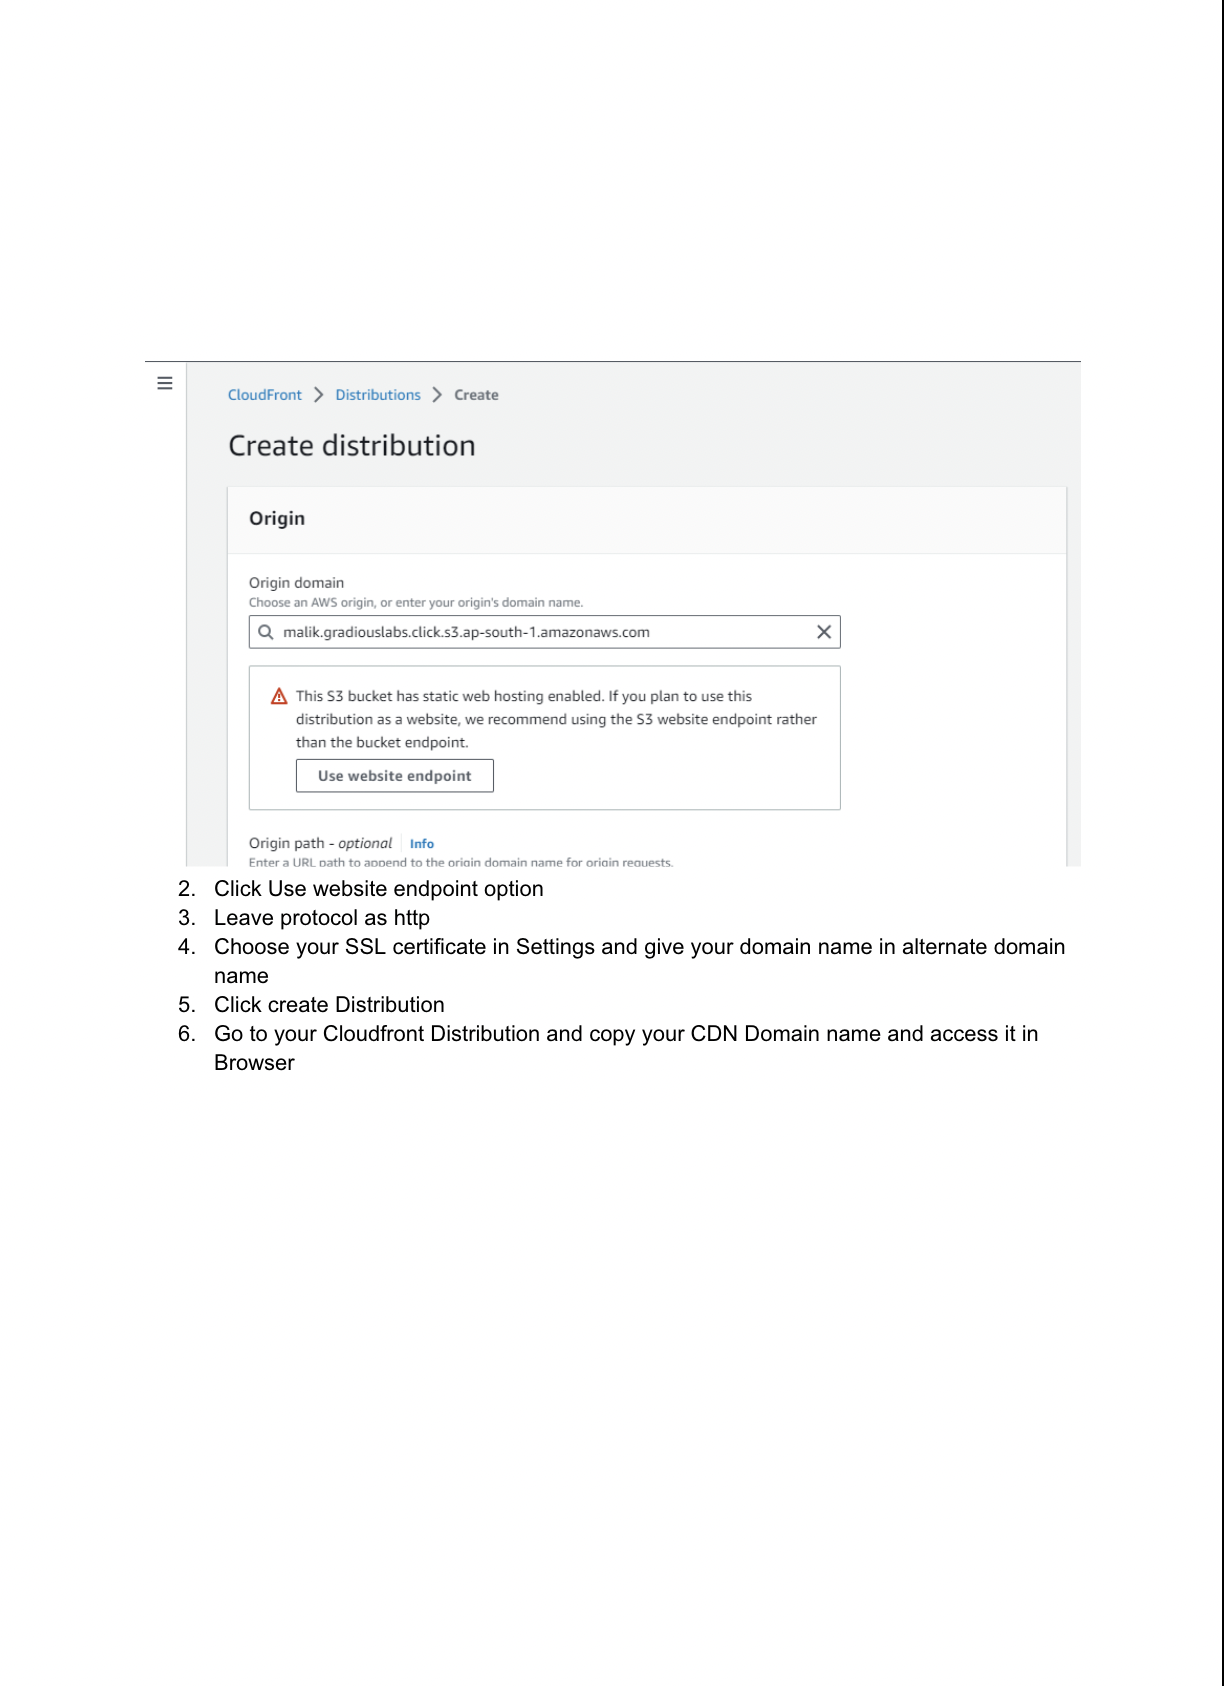 CloudFront > Distributions > Create
Create distribution
Origin
Origin domain
Choose an AWS origin, or enter your origin's domain name.
malik.gradiouslabs.click.s3.ap-south-1.amazonaws.com
This S3 bucket has static web hosting enabled. If you plan to use this
distribution as a website, we recommend using the S3 website endpoint rather
than the bucket endpoint.
Use website endpoint
Origin path - optional Info
Enter a URL path to append to the origin domain name for origin requests.
2. Click Use website endpoint option
3. Leave protocol as http
4. Choose your SSL certificate in Settings and give your domain name in alternate domain
name
5. Click create Distribution
6. Go to your Cloudfront Distribution and copy your CDN Domain name and access it in
Browser